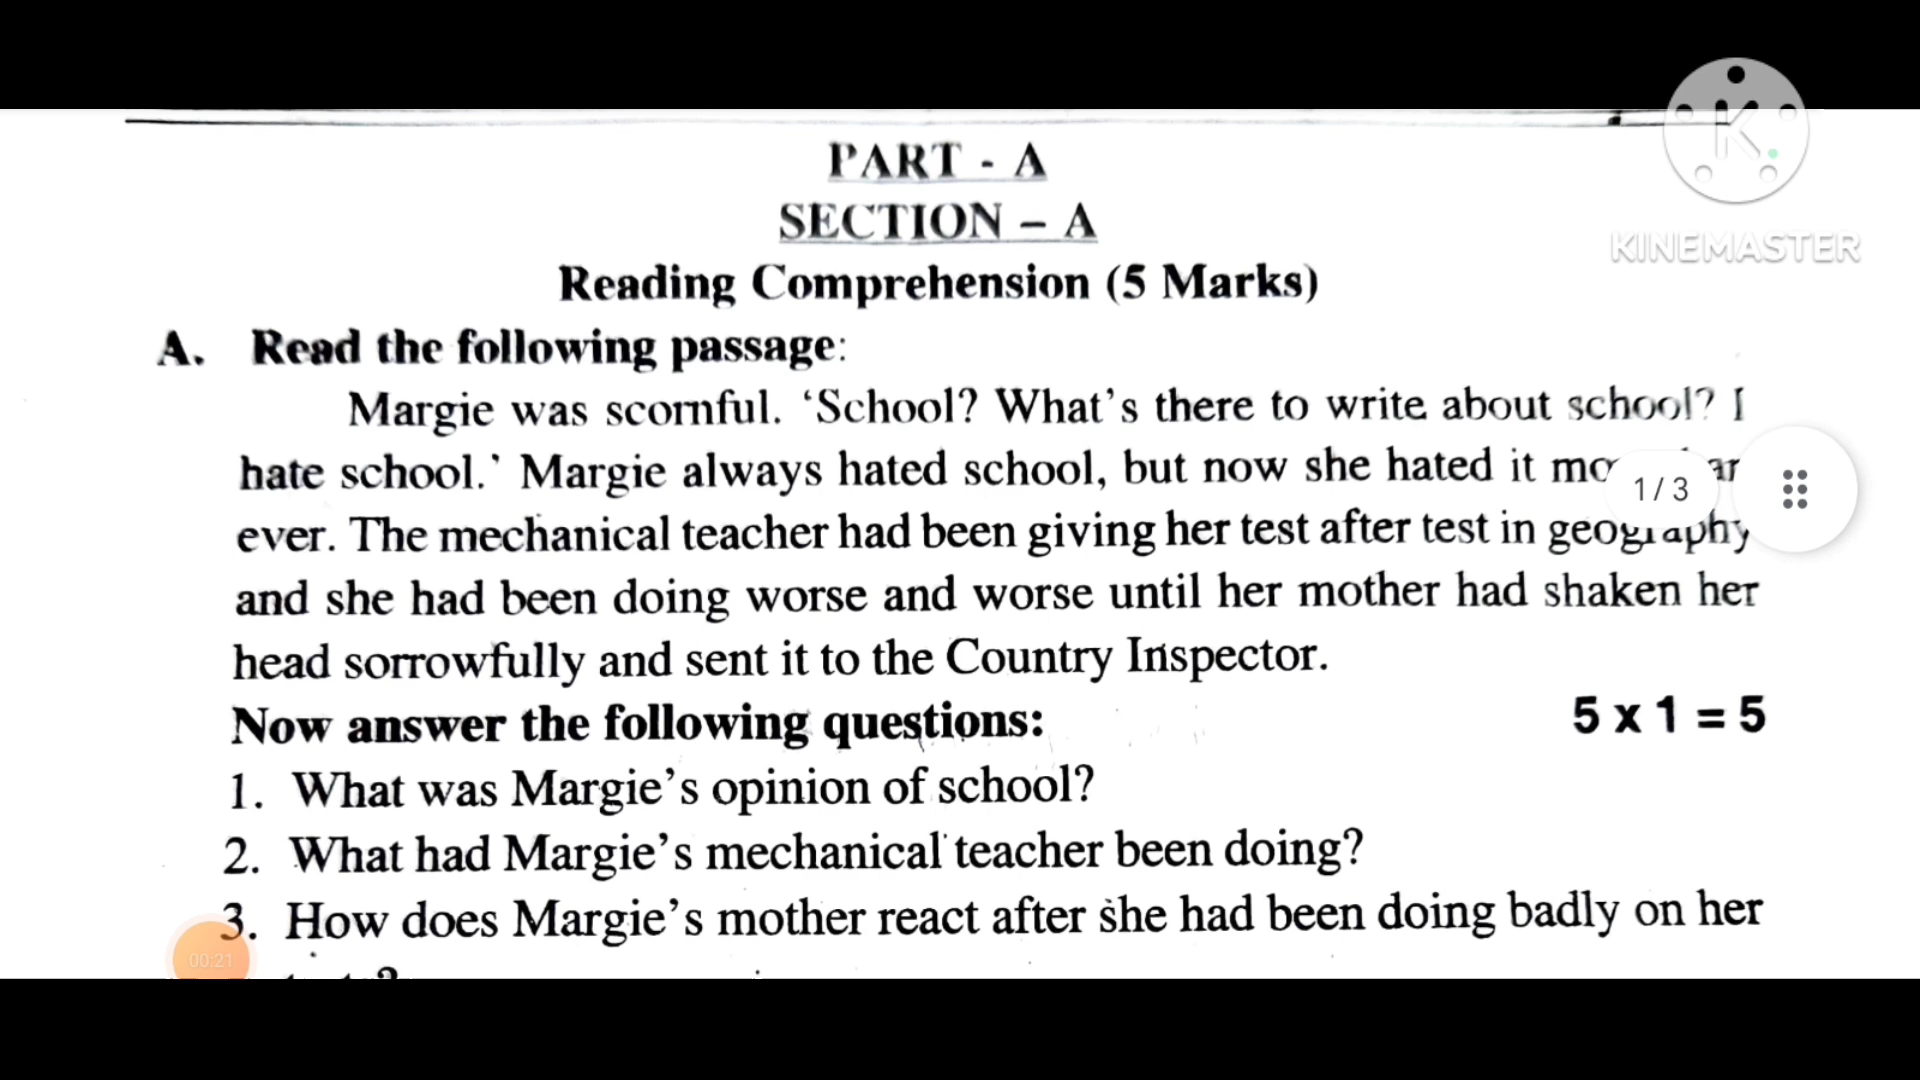 PART - A
SECTION – A
Reading Comprehension (5 Marks)
A. Read the following passage:
Margie was scornful. ‘School? What’s there to write about school? I
hate school.’ Margie always hated school, but now she hated it
ever. The mechanical teacher had been giving her test after test in geography
and she had been doing worse and worse until her mother had shaken her
head sorrowfully and sent it to the Country Inspector.
Now answer the following questions: 5 x 1 = 5
1. What was Margie’s opinion of school?
2. What had Margie’s mechanical teacher been doing?
3. How does Margie’s mother react after she had been doing badly on her
KINEMASTER
1 / 3
00:21